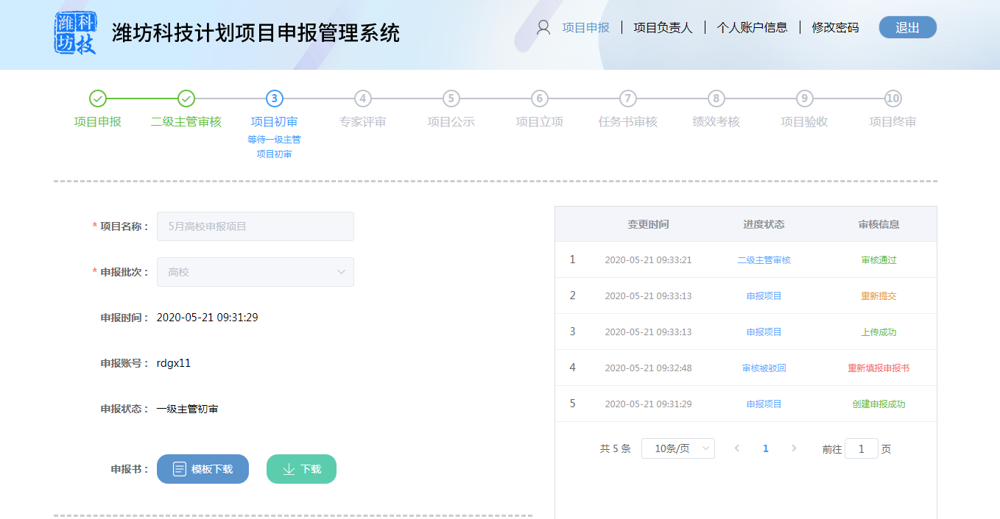 潍科坊技
潍坊科技计划项目申报管理系统
项目申报 项目负责人 个人账户信息 修改密码 退出
3 4 5 6 7 8 9 10
项目申报 二级主管审核 项目初审 专家评审 项目公示 项目立项 任务书审核 绩效考核 项目验收 项目终审
等待一级主管
项目初审
* 项目名称： 5月高校申报项目
* 申报批次： 高校
申报时间： 2020-05-21 09:31:29
申报账号： rdgx11
申报状态： 一级主管初审
申报书： 模板下载 下载
变更时间 进度状态 审核信息
1 2020-05-21 09:33:21 二级主管审核 审核通过
2 2020-05-21 09:33:13 申报项目 重新提交
3 2020-05-21 09:33:13 申报项目 上传成功
4 2020-05-21 09:32:48 审核被驳回 重新填报申报书
5 2020-05-21 09:31:29 申报项目 创建申报成功
共 5 条 10条/页 1 前往 1 页